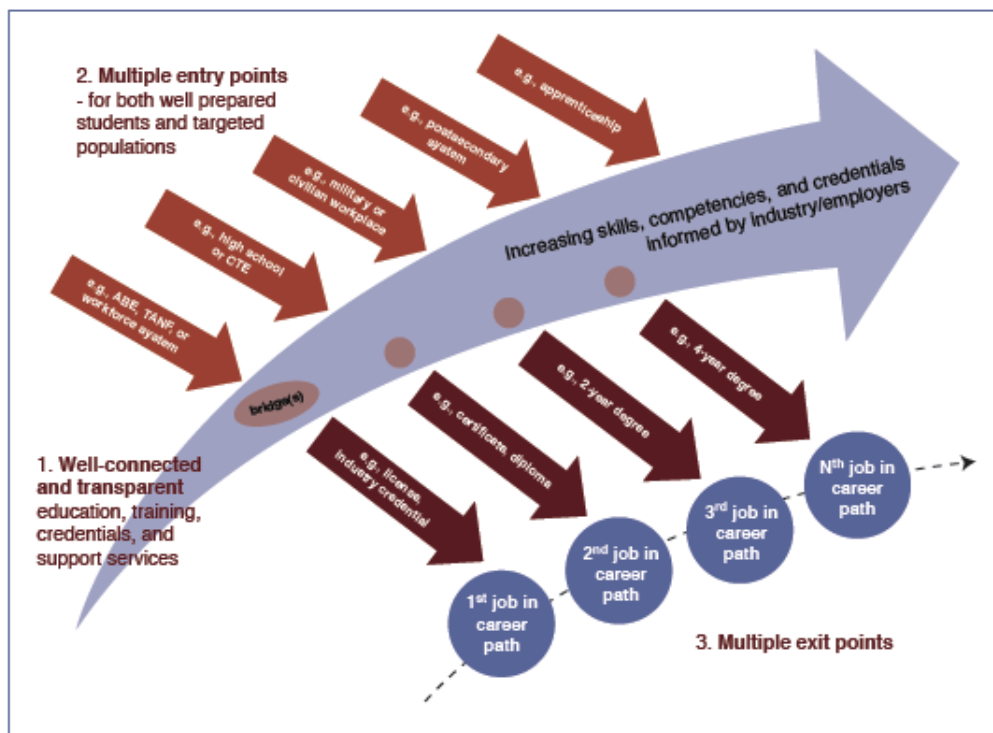 2. Multiple entry points
- for both well prepared
students and targeted
populations
e.g., apprenticeship
e.g., poataecondary
ayatem
e.g., military or
civilian workplace
e.g., high school
or CTE
e.g., ABE, TANF, or
workforce ayatem
Increasing skills, competencies, and credentials
informed by industry/employers
bridge(s)
1. Well-connected
and transparent
education, training,
credentials, and
support services
e.g., license,
industry credential
e.g., certificate, diploma
e.g., 2-year degree
e.g., 4-year degree
1st job in
career
path
2nd job in
career
path
3rd job in
career
path
Nth job in
career
path
3. Multiple exit points